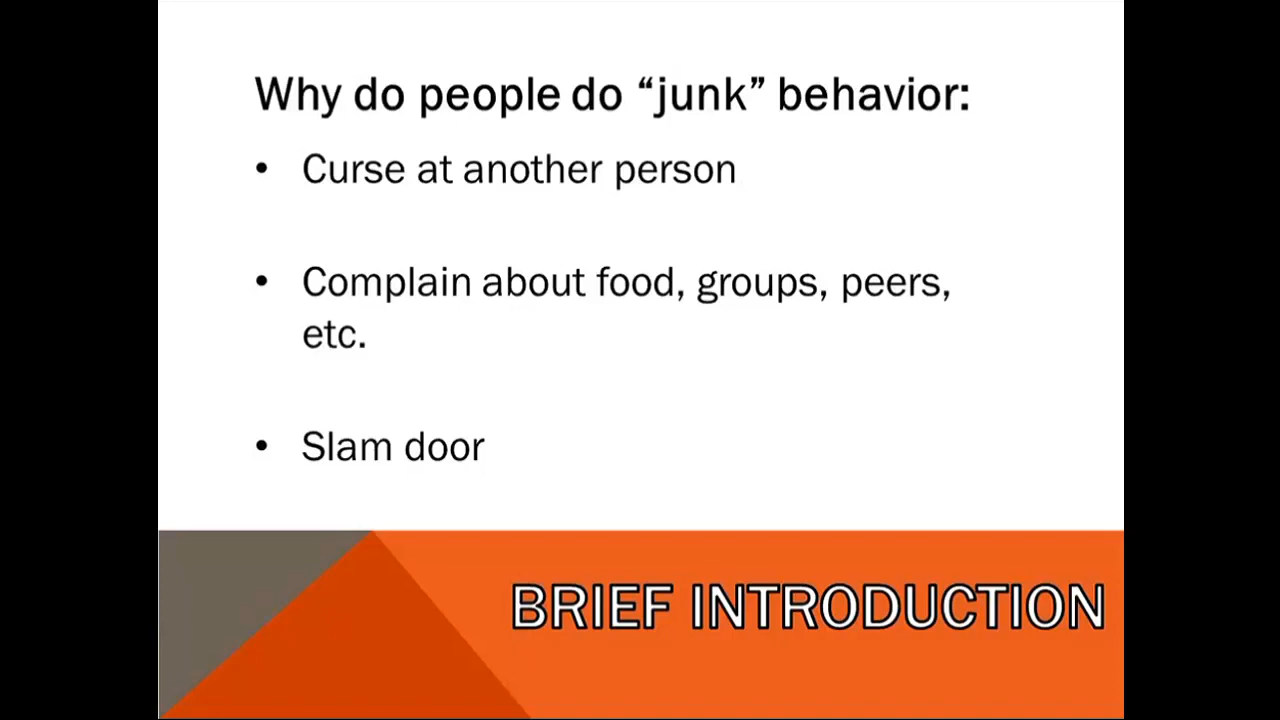 Why do people do “junk” behavior:
• Curse at another person
• Complain about food, groups, peers,
etc.
• Slam door
BRIEF INTRODUCTION